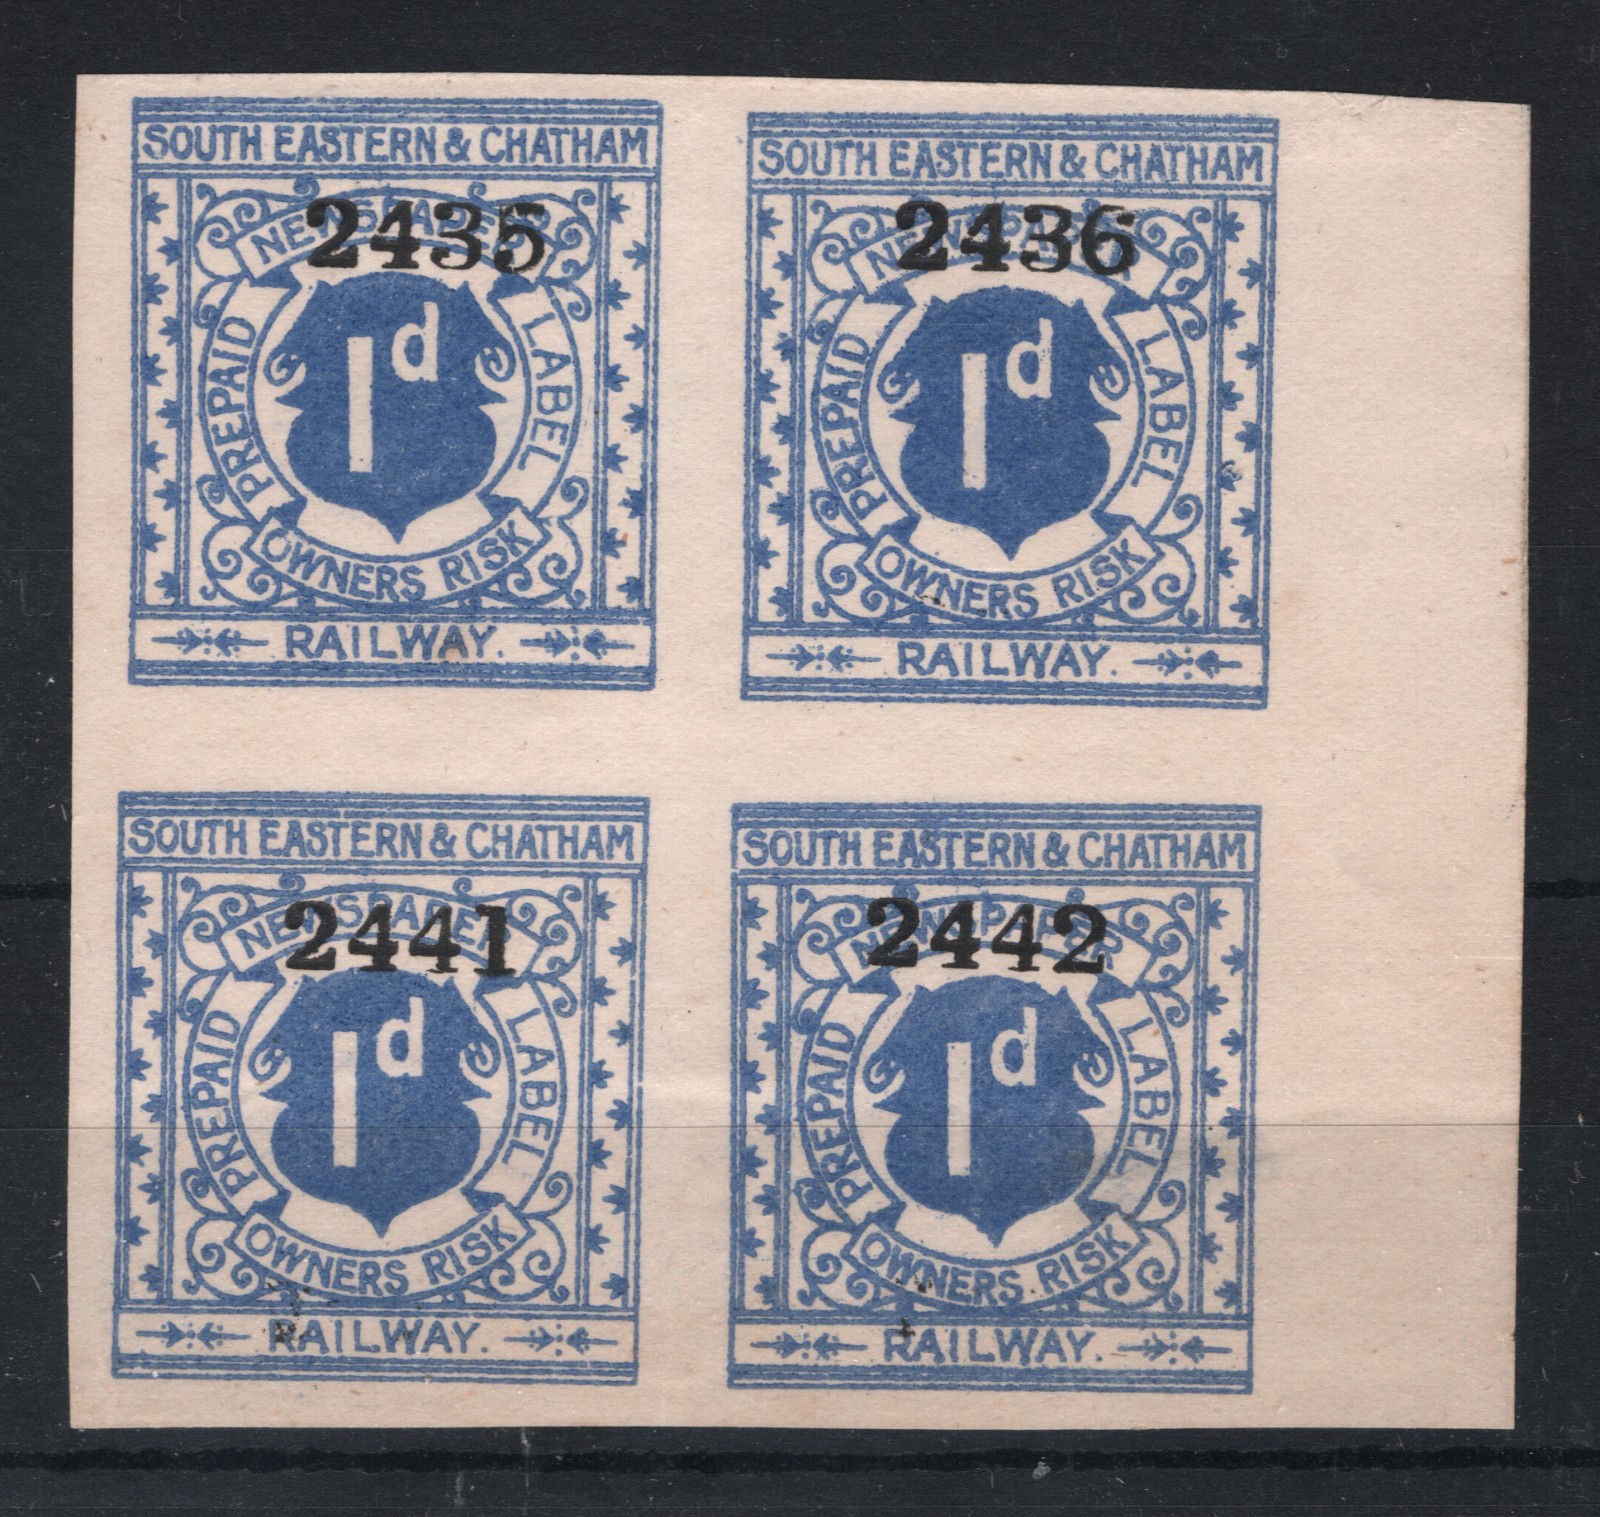 SOUTH EASTERN & CHATHAM
2435
NEWSPAPER
PREPAID
1d
LABEL
OWNERS RISK
RAILWAY.
SOUTH EASTERN & CHATHAM
2436
NEWSPAPER
PREPAID
1d
LABEL
OWNERS RISK
RAILWAY.
SOUTH EASTERN & CHATHAM
2441
NEWSPAPER
PREPAID
1d
LABEL
OWNERS RISK
RAILWAY.
SOUTH EASTERN & CHATHAM
2442
NEWSPAPER
PREPAID
1d
LABEL
OWNERS RISK
RAILWAY.